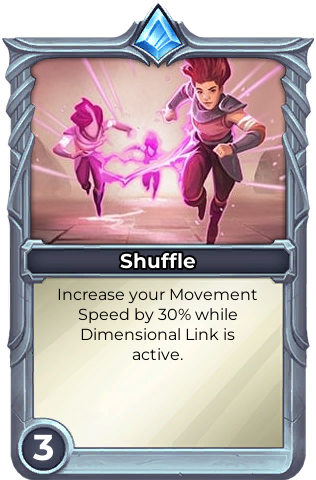 Shuffle
Increase your Movement
Speed by 30% while
Dimensional Link is
active.
3